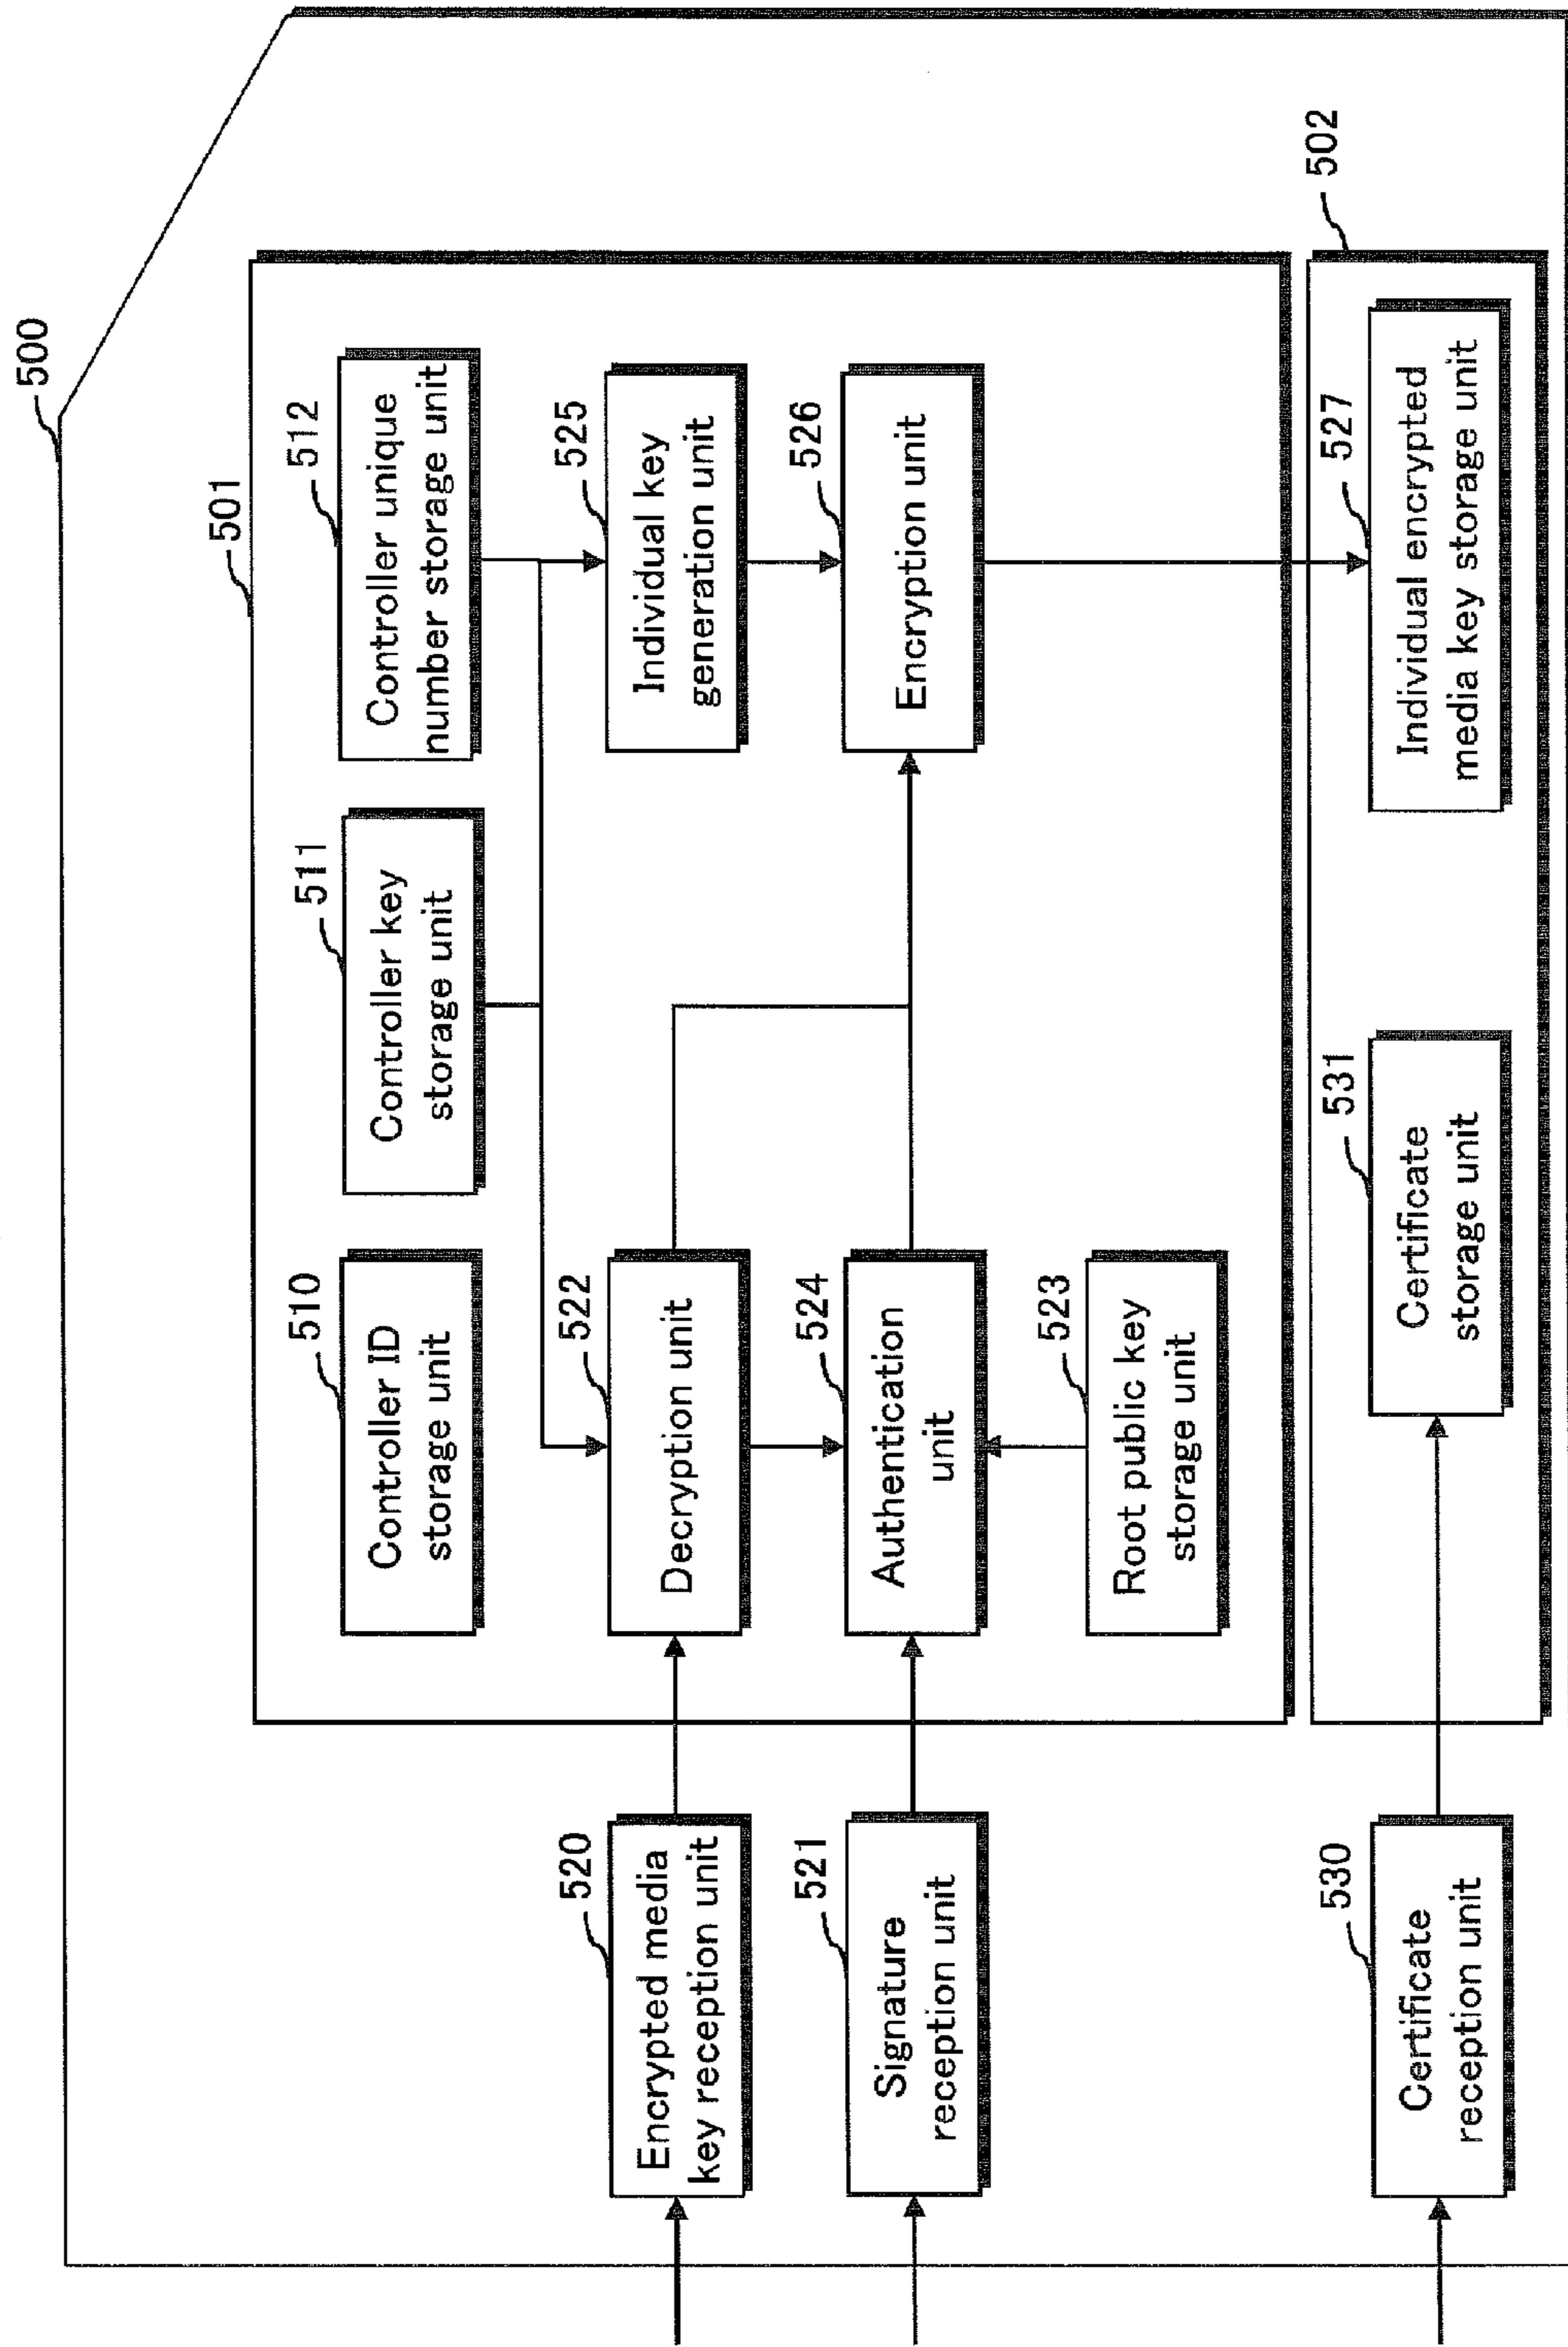 500
501
510
Controller ID
storage unit
511
Controller key
storage unit
512
Controller unique
number storage unit
520
Encrypted media
key reception unit
522
Decryption unit
525
Individual key
generation unit
521
Signature
reception unit
524
Authentication
unit
526
Encryption unit
523
Root public key
storage unit
502
530
Certificate
reception unit
531
Certificate
storage unit
527
Individual encrypted
media key storage unit